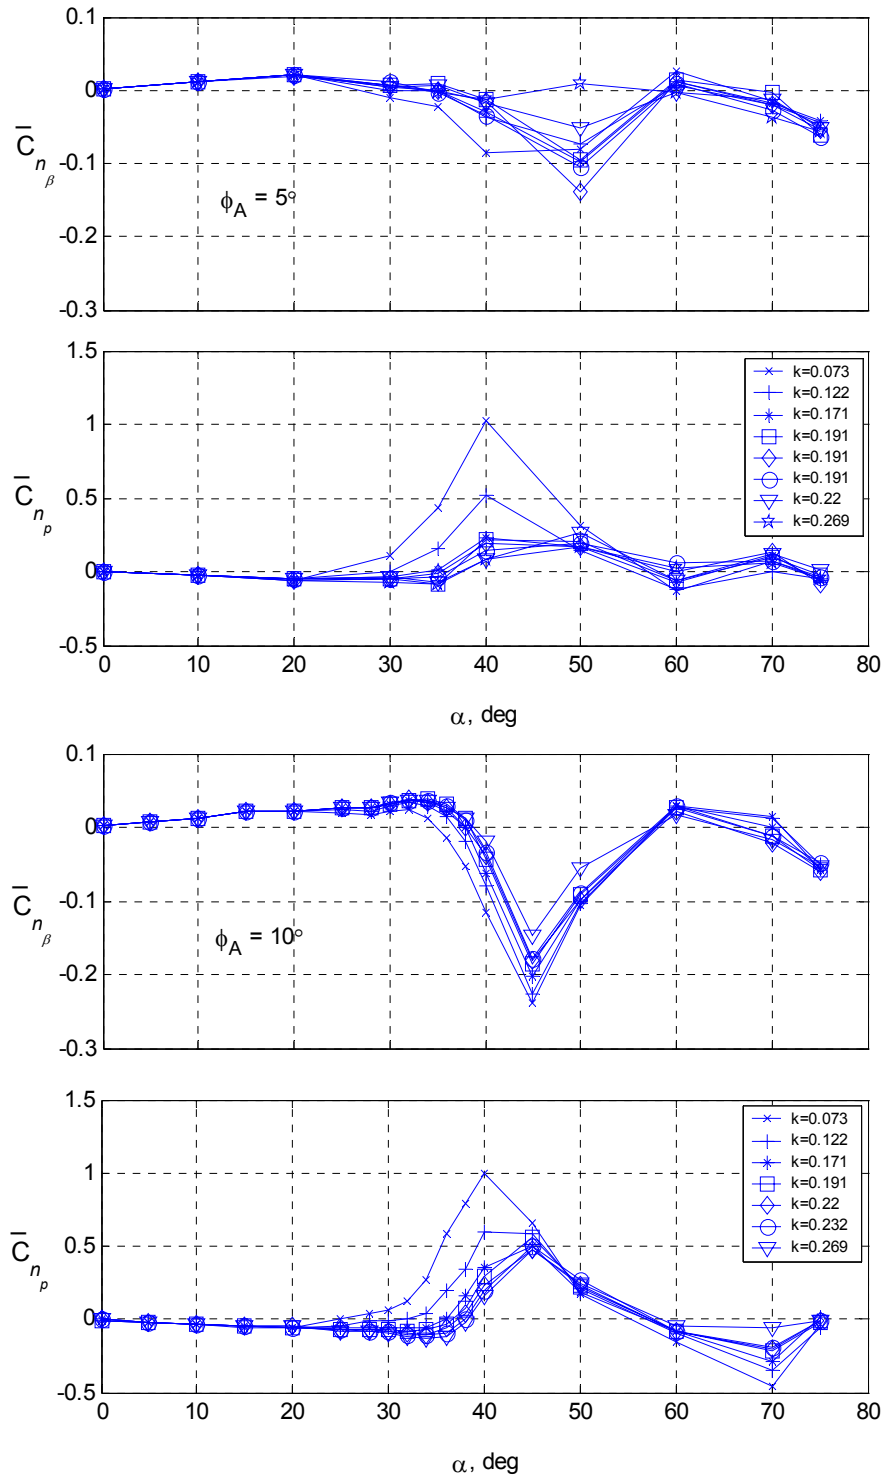 0.1
0
-0.1
-0.2
-0.3
C̄nβ
ϕA = 5°
1.5
1
0.5
0
-0.5
C̄np
k=0.073
k=0.122
k=0.171
k=0.191
k=0.191
k=0.191
k=0.22
k=0.269
0 10 20 30 40 50 60 70 80
α, deg
0.1
0
-0.1
-0.2
-0.3
C̄nβ
ϕA = 10°
1.5
1
0.5
0
-0.5
C̄np
k=0.073
k=0.122
k=0.171
k=0.191
k=0.22
k=0.232
k=0.269
0 10 20 30 40 50 60 70 80
α, deg